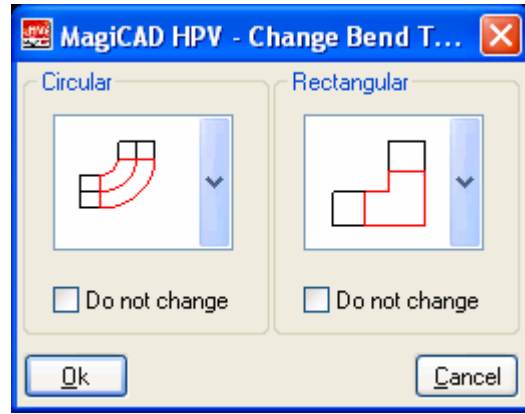 MagiCAD HPV - Change Bend T...
Circular
Rectangular
Do not change
Do not change
Ok
Cancel